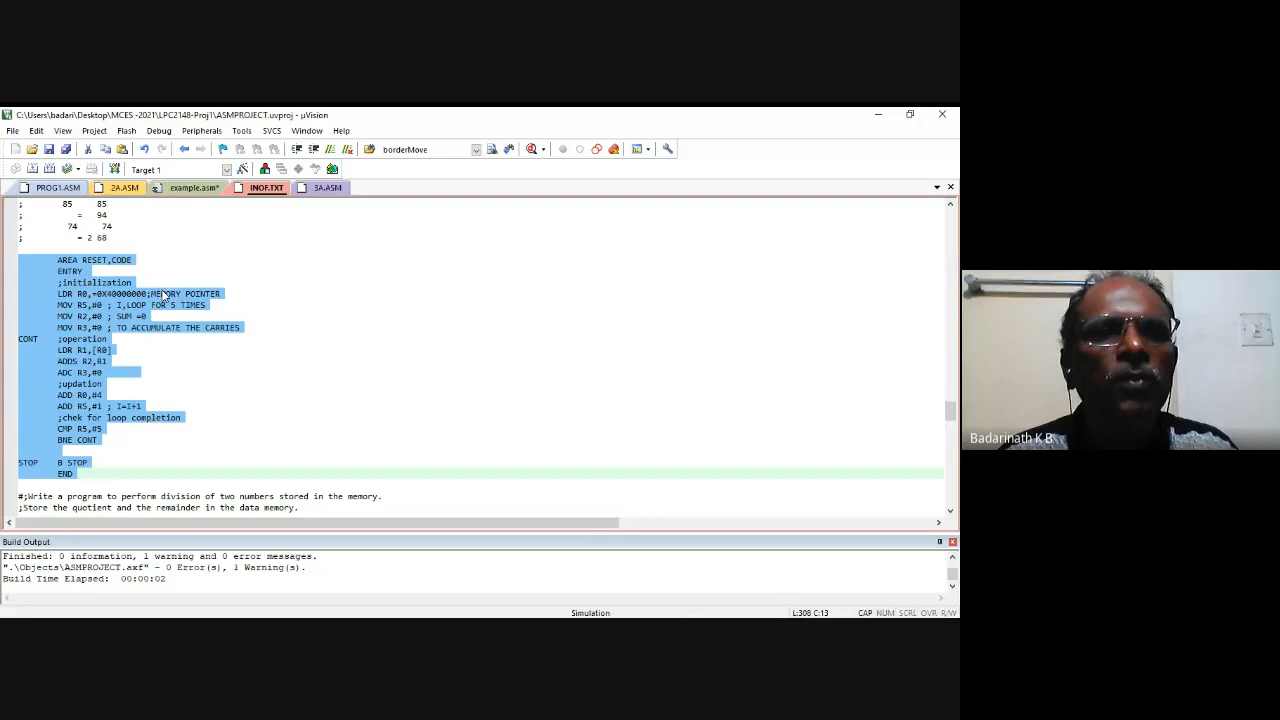 C:\Users\badari\Desktop\MCES -2021\LPC2148-Proj1\ASMPROJECT.uvproj - µVision
File Edit View Project Flash Debug Peripherals Tools SVCS Window Help
borderMove
Target 1
PROG1.ASM 2A.ASM example.asm* INOF.TXT 3A.ASM
; 85 85
; = 94
; 74 74
; = 2 68
AREA RESET,CODE
ENTRY
;initialization
LDR R0,=0X40000000;MEMORY POINTER
MOV R5,#0 ; I,LOOP FOR 5 TIMES
MOV R2,#0 ; SUM =0
MOV R3,#0 ; TO ACCUMULATE THE CARRIES
CONT ;operation
LDR R1,[R0]
ADDS R2,R1
ADC R3,#0
;updation
ADD R0,#4
ADD R5,#1 ; I=I+1
;chek for loop completion
CMP R5,#5
BNE CONT
STOP B STOP
END
#;Write a program to perform division of two numbers stored in the memory.
;Store the quotient and the remainder in the data memory.
Build Output
Finished: 0 information, 1 warning and 0 error messages.
".\Objects\ASMPROJECT.axf" - 0 Error(s), 1 Warning(s).
Build Time Elapsed: 00:00:02
Simulation L:308 C:13 CAP NUM SCRL OVR R/W
Badarinath K B